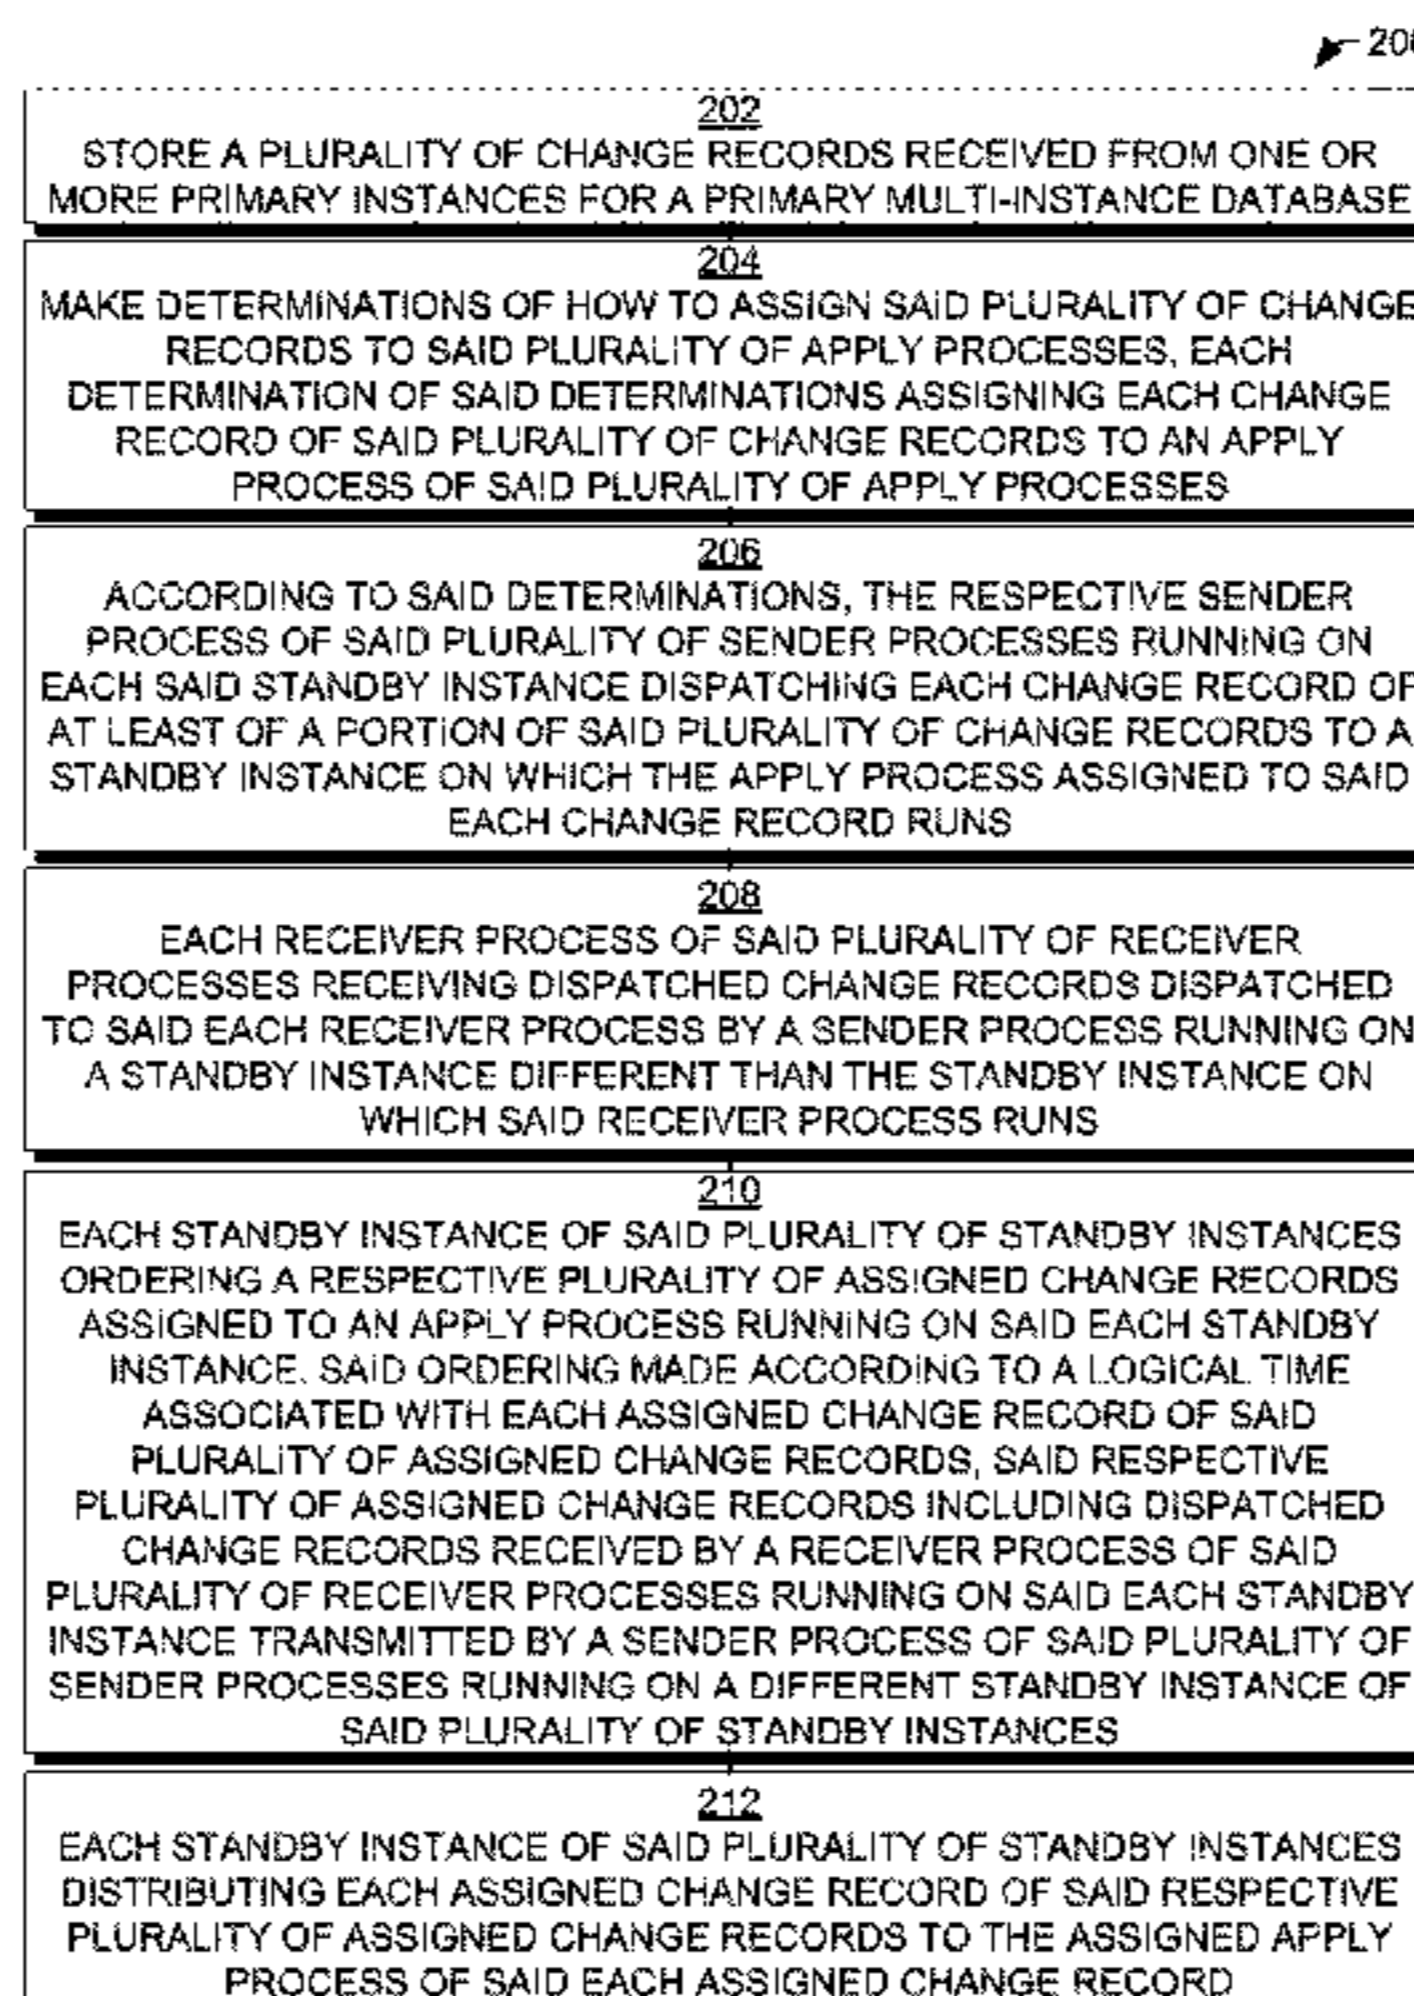 202
STORE A PLURALITY OF CHANGE RECORDS RECEIVED FROM ONE OR
MORE PRIMARY INSTANCES FOR A PRIMARY MULTI-INSTANCE DATABASE
204
MAKE DETERMINATIONS OF HOW TO ASSIGN SAID PLURALITY OF CHANGE
RECORDS TO SAID PLURALITY OF APPLY PROCESSES, EACH
DETERMINATION OF SAID DETERMINATIONS ASSIGNING EACH CHANGE
RECORD OF SAID PLURALITY OF CHANGE RECORDS TO AN APPLY
PROCESS OF SAID PLURALITY OF APPLY PROCESSES
206
ACCORDING TO SAID DETERMINATIONS, THE RESPECTIVE SENDER
PROCESS OF SAID PLURALITY OF SENDER PROCESSES RUNNING ON
EACH SAID STANDBY INSTANCE DISPATCHING EACH CHANGE RECORD OF
AT LEAST OF A PORTION OF SAID PLURALITY OF CHANGE RECORDS TO A
STANDBY INSTANCE ON WHICH THE APPLY PROCESS ASSIGNED TO SAID
EACH CHANGE RECORD RUNS
208
EACH RECEIVER PROCESS OF SAID PLURALITY OF RECEIVER
PROCESSES RECEIVING DISPATCHED CHANGE RECORDS DISPATCHED
TO SAID EACH RECEIVER PROCESS BY A SENDER PROCESS RUNNING ON
A STANDBY INSTANCE DIFFERENT THAN THE STANDBY INSTANCE ON
WHICH SAID RECEIVER PROCESS RUNS
210
EACH STANDBY INSTANCE OF SAID PLURALITY OF STANDBY INSTANCES
ORDERING A RESPECTIVE PLURALITY OF ASSIGNED CHANGE RECORDS
ASSIGNED TO AN APPLY PROCESS RUNNING ON SAID EACH STANDBY
INSTANCE. SAID ORDERING MADE ACCORDING TO A LOGICAL TIME
ASSOCIATED WITH EACH ASSIGNED CHANGE RECORD OF SAID
PLURALITY OF ASSIGNED CHANGE RECORDS, SAID RESPECTIVE
PLURALITY OF ASSIGNED CHANGE RECORDS INCLUDING DISPATCHED
CHANGE RECORDS RECEIVED BY A RECEIVER PROCESS OF SAID
PLURALITY OF RECEIVER PROCESSES RUNNING ON SAID EACH STANDBY
INSTANCE TRANSMITTED BY A SENDER PROCESS OF SAID PLURALITY OF
SENDER PROCESSES RUNNING ON A DIFFERENT STANDBY INSTANCE OF
SAID PLURALITY OF STANDBY INSTANCES
212
EACH STANDBY INSTANCE OF SAID PLURALITY OF STANDBY INSTANCES
DISTRIBUTING EACH ASSIGNED CHANGE RECORD OF SAID RESPECTIVE
PLURALITY OF ASSIGNED CHANGE RECORDS TO THE ASSIGNED APPLY
PROCESS OF SAID EACH ASSIGNED CHANGE RECORD